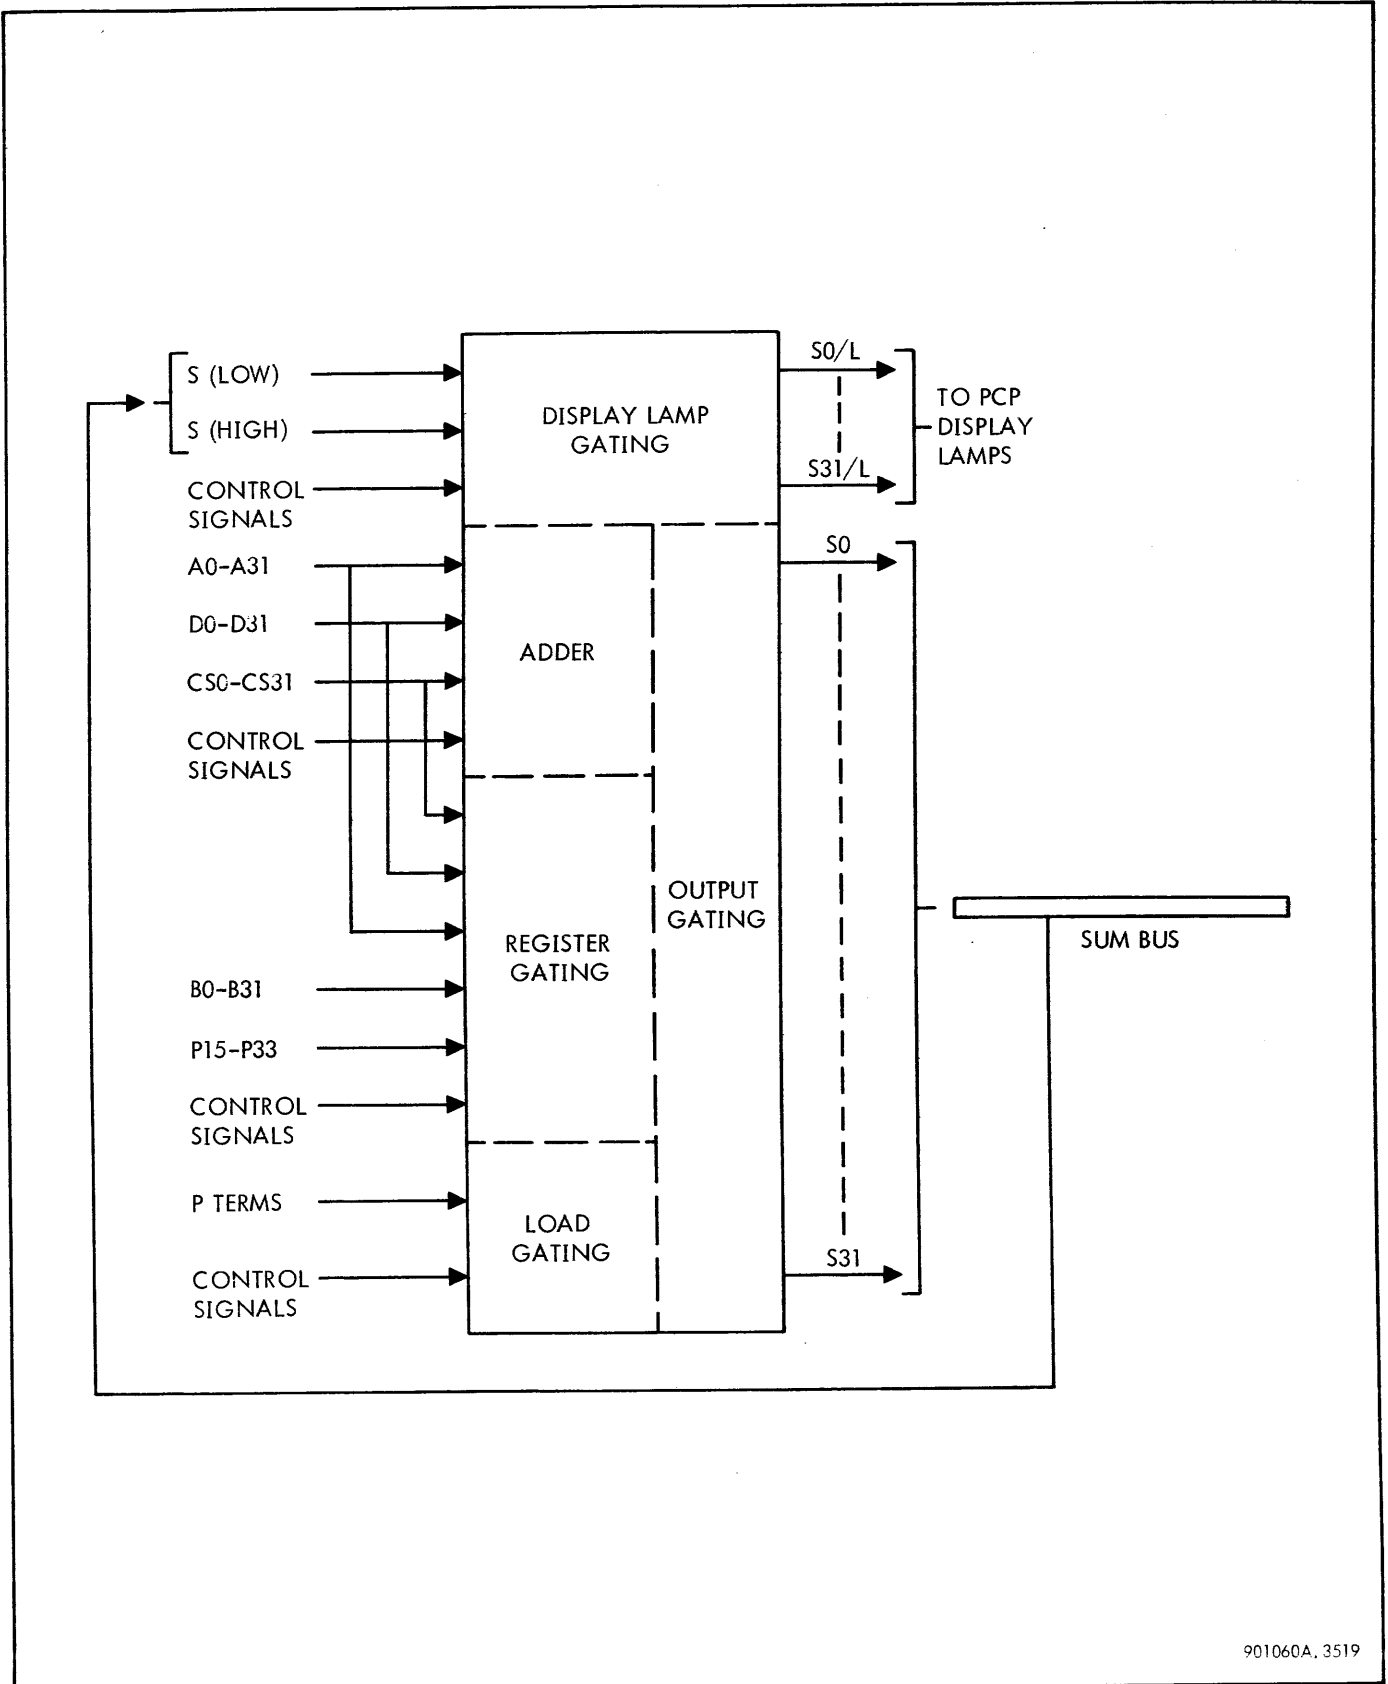 S (LOW)
S (HIGH)
CONTROL
SIGNALS
A0-A31
D0-D31
CS0-CS31
CONTROL
SIGNALS
B0-B31
P15-P33
CONTROL
SIGNALS
P TERMS
CONTROL
SIGNALS
DISPLAY LAMP
GATING
ADDER
REGISTER
GATING
LOAD
GATING
OUTPUT
GATING
S0/L
S31/L
TO PCP
DISPLAY
LAMPS
S0
S31
SUM BUS
901060A. 3519